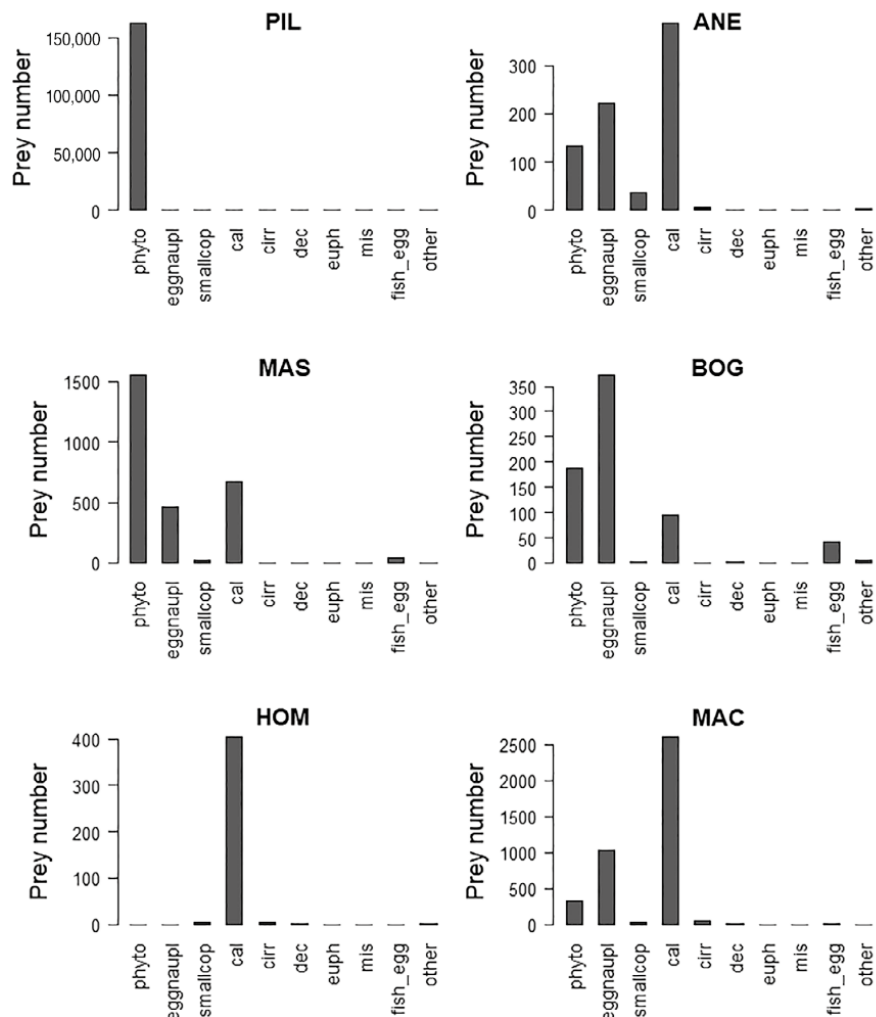 PIL
Prey number
150,000
100,000
50,000
0
phyto
eggnaupl
smallcop
cal
cirr
dec
euph
mis
fish_egg
other
ANE
Prey number
300
200
100
0
phyto
eggnaupl
smallcop
cal
cirr
dec
euph
mis
fish_egg
other
MAS
Prey number
1500
1000
500
0
phyto
eggnaupl
smallcop
cal
cirr
dec
euph
mis
fish_egg
other
BOG
Prey number
350
300
250
200
150
100
50
0
phyto
eggnaupl
smallcop
cal
cirr
dec
euph
mis
fish_egg
other
HOM
Prey number
400
300
200
100
0
phyto
eggnaupl
smallcop
cal
cirr
dec
euph
mis
fish_egg
other
MAC
Prey number
2500
2000
1500
1000
500
0
phyto
eggnaupl
smallcop
cal
cirr
dec
euph
mis
fish_egg
other